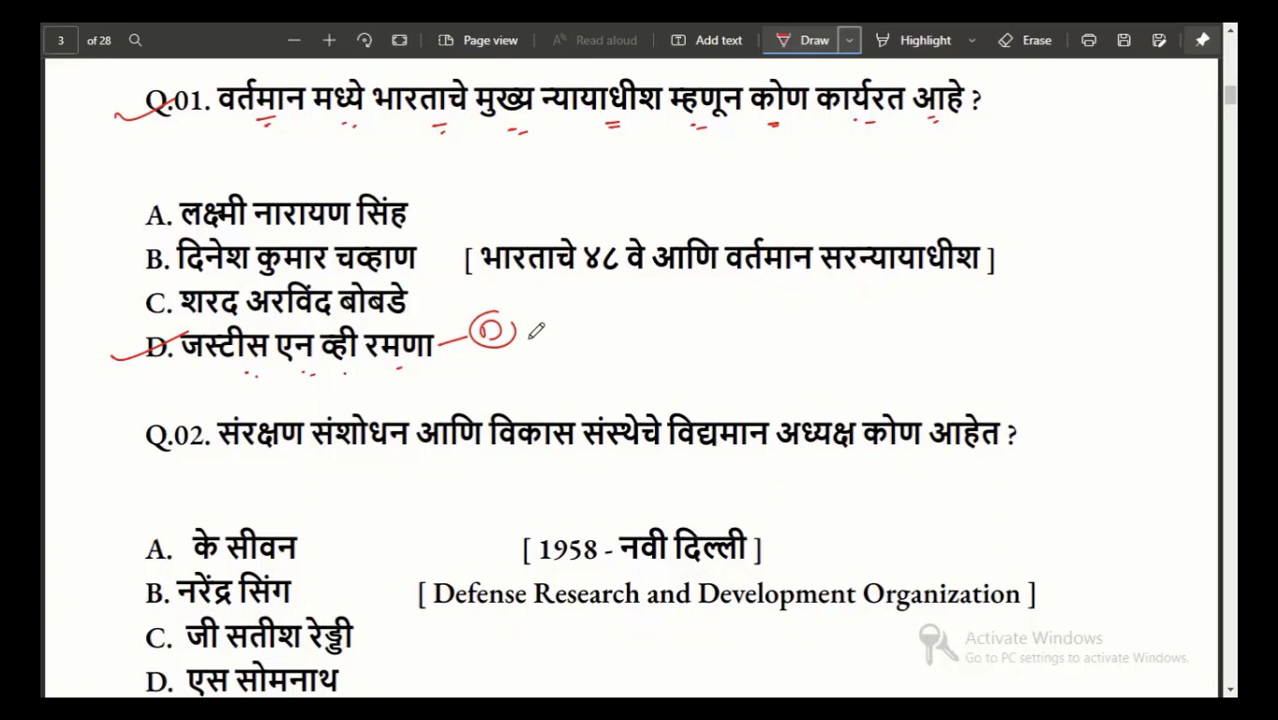 3 of 28 Page view Read aloud Add text Draw Highlight Erase
Q.01. वर्तमान मध्ये भारताचे मुख्य न्यायाधीश म्हणून कोण कार्यरत आहे ?
A. लक्ष्मी नारायण सिंह
B. दिनेश कुमार चव्हाण [ भारताचे ४८ वे आणि वर्तमान सरन्यायाधीश ]
C. शरद अरविंद बोबडे
D. जस्टीस एन व्ही रमणा
Q.02. संरक्षण संशोधन आणि विकास संस्थेचे विद्यमान अध्यक्ष कोण आहेत ?
A. के सीवन [ 1958 - नवी दिल्ली ]
B. नरेंद्र सिंग [ Defense Research and Development Organization ]
C. जी सतीश रेड्डी
D. एस सोमनाथ
Activate Windows
Go to PC settings to activate Windows.